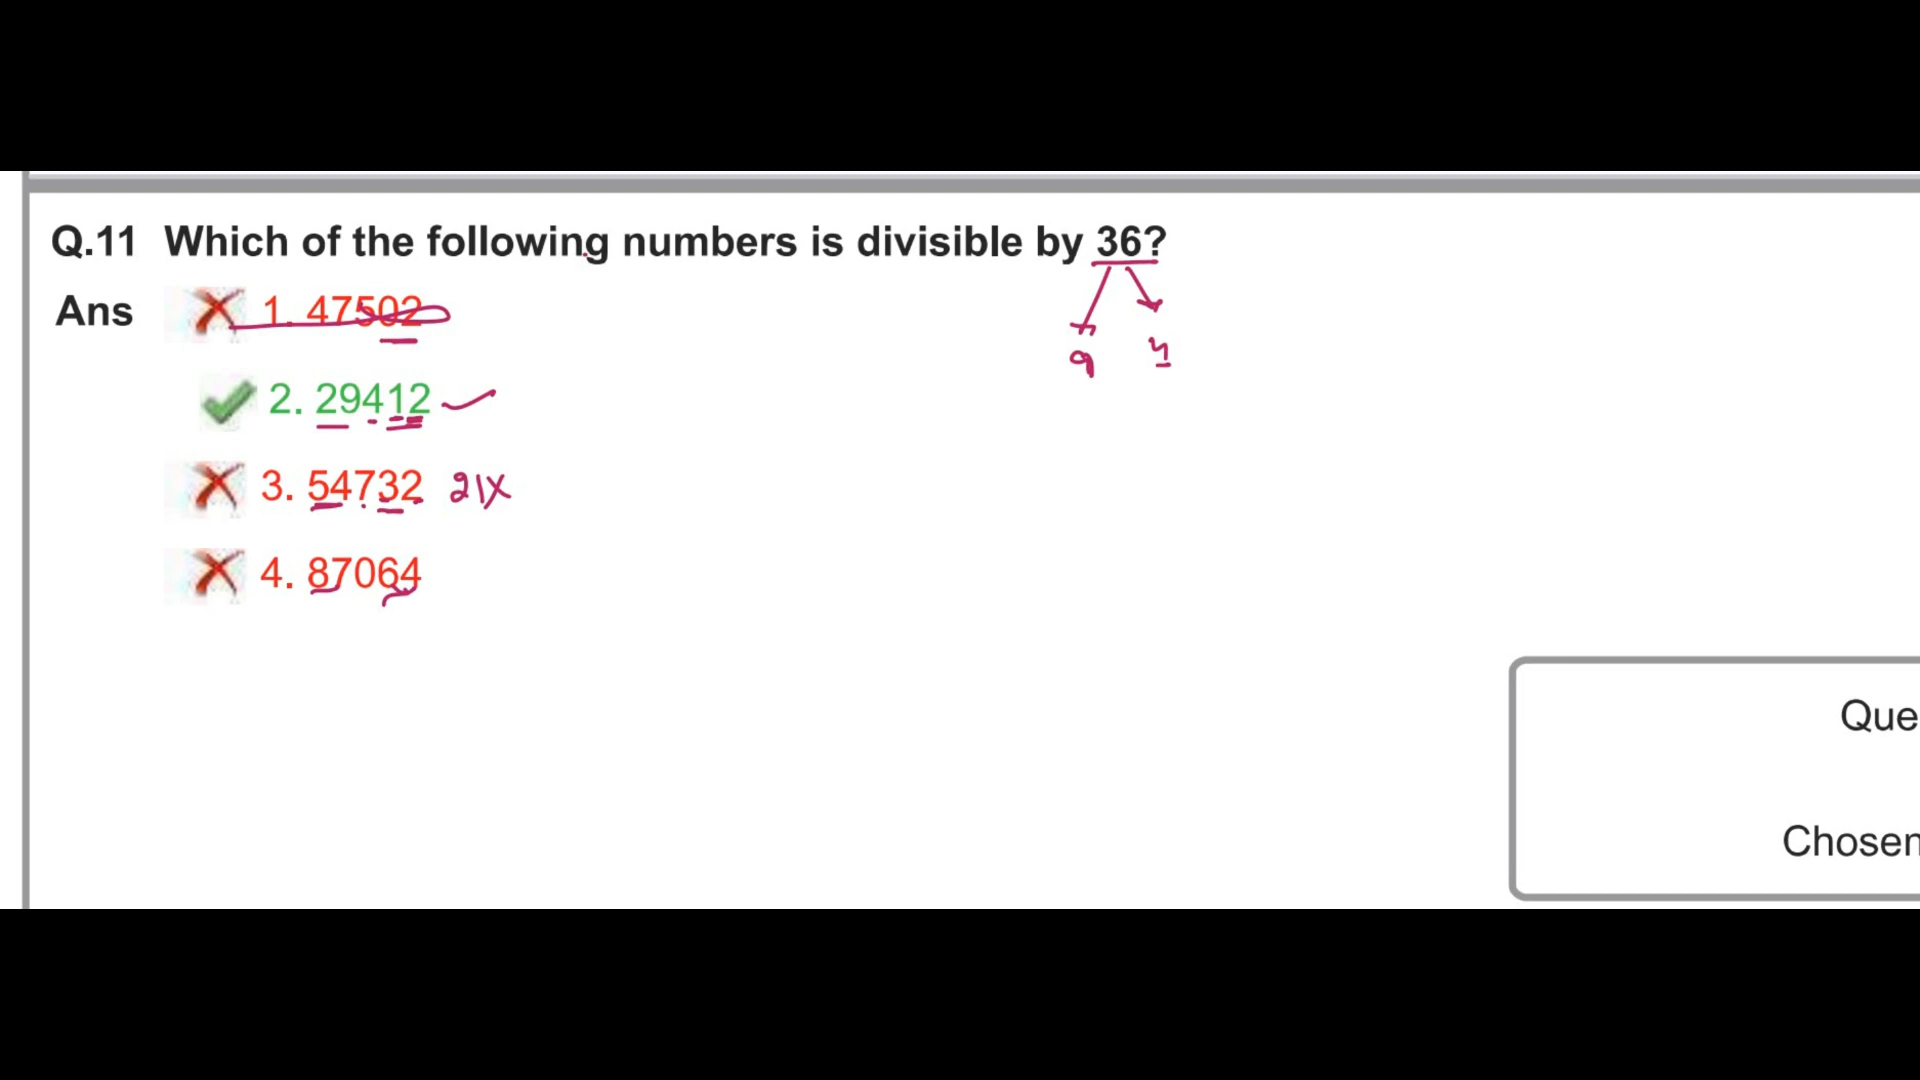 Q.11 Which of the following numbers is divisible by 36?
9 4
Ans 1. 47502
2. 29412
3. 54732 21X
4. 87064
Que
Chosen